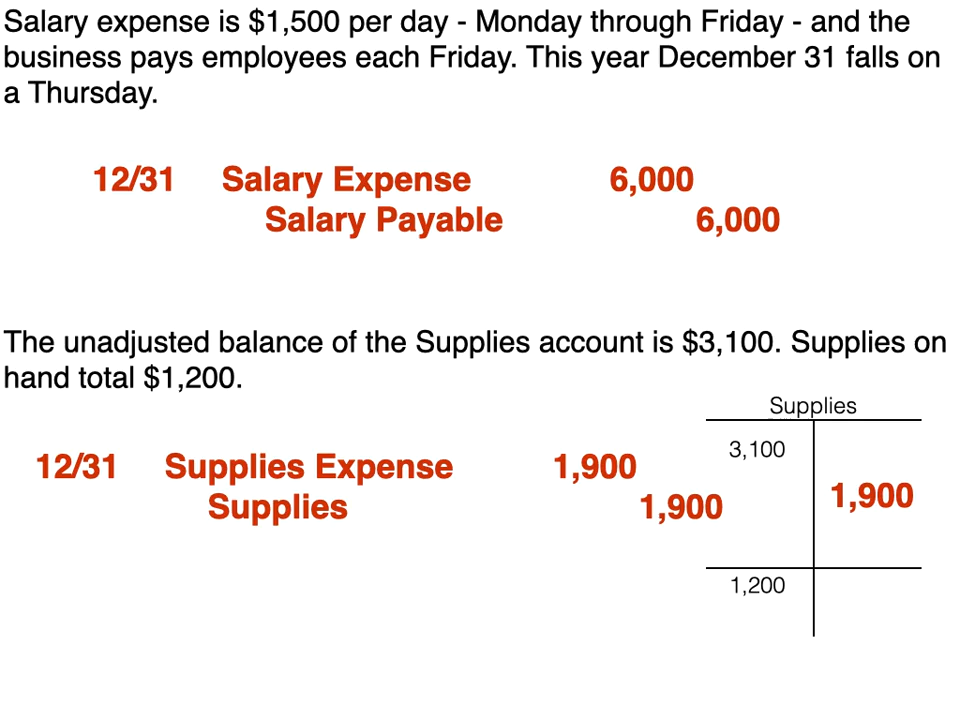 Salary expense is $1,500 per day - Monday through Friday - and the
business pays employees each Friday. This year December 31 falls on
a Thursday.
12/31 Salary Expense 6,000
Salary Payable 6,000
The unadjusted balance of the Supplies account is $3,100. Supplies on
hand total $1,200.
Supplies
3,100
12/31 Supplies Expense 1,900
1,900
Supplies 1,900
1,200